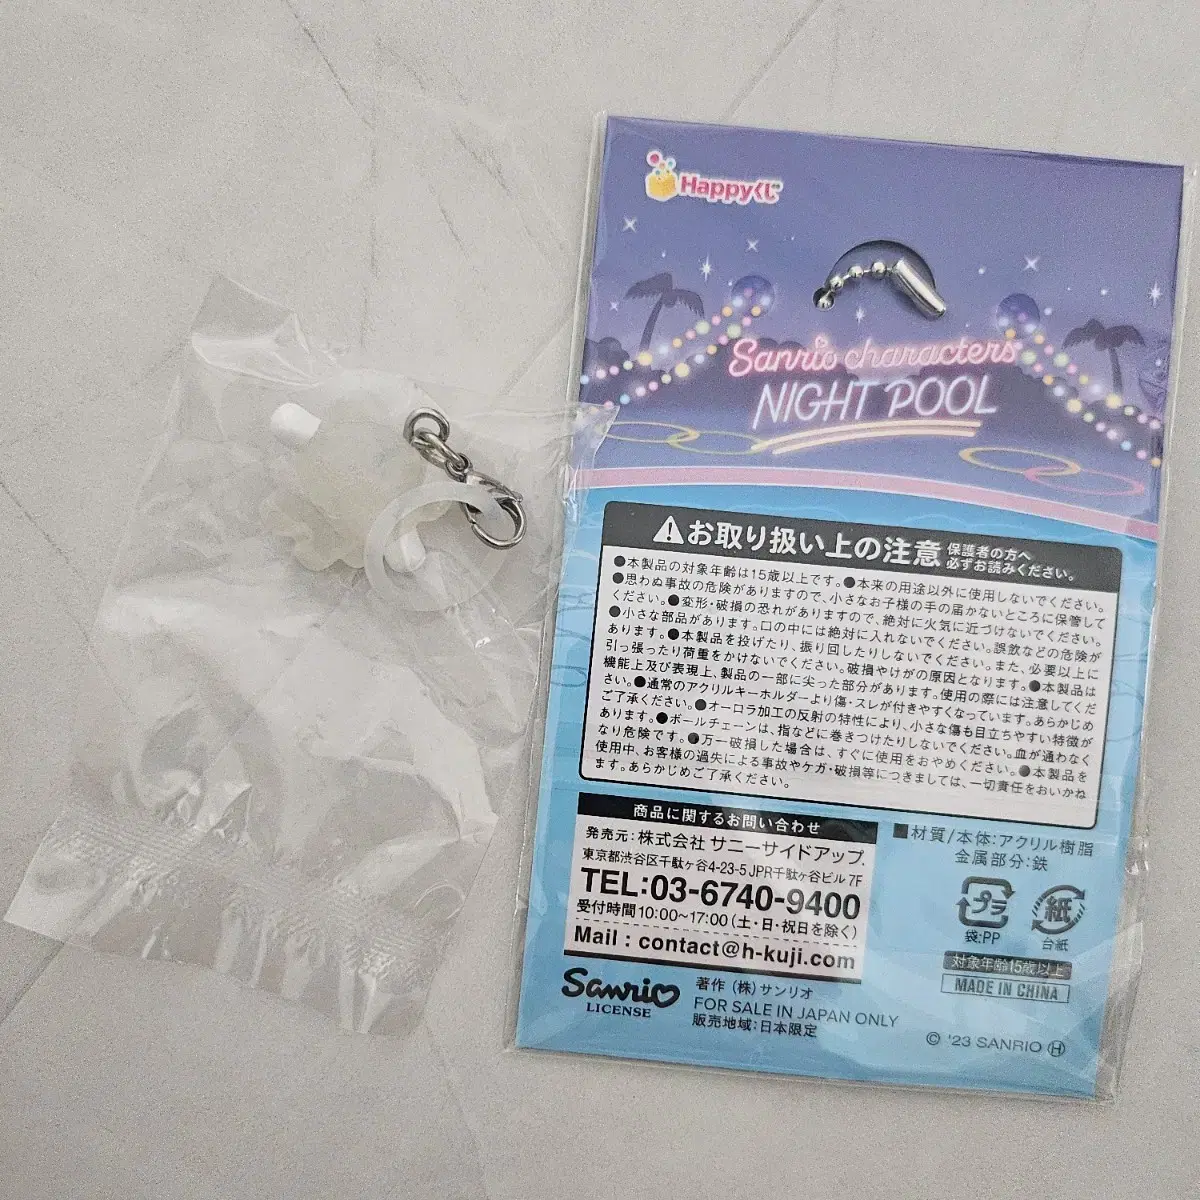 Happyくじ
Sanrio characters
NIGHT POOL
お取り扱い上の注意 保護者の方へ 必ずお読みください。
●本製品の対象年齢は15歳以上です。●本来の用途以外に使用しないでください。
●思わぬ事故の危険がありますので、小さなお子様の手の届かないところに保管して
ください。●変形・破損の恐れがありますので、絶対に火気に近づけないでください。
●小さな部品があります。口の中には絶対に入れないでください。誤飲などの危険が
あります。●本製品を投げたり、振り回したりしないでください。また、必要以上に
引っ張ったり荷重をかけないでください。破損やけがの原因となります。●本製品は
機能上及び表現上、製品の一部に尖った部分があります。使用の際には注意してくだ
さい。●通常のアクリルキーホルダーより傷・スレが付きやすくなっています。あらかじめ
ご了承ください。●オーロラ加工の反射の特性により、小さな傷も目立ちやすい特徴が
あります。●ボールチェーンは、指などに巻きつけたりしないでください。血が通わなく
なり危険です。●万一破損した場合は、すぐに使用をおやめください。●本製品を
使用中、お客様の過失による事故やケガ・破損等につきましては、一切責任をおいかね
ます。あらかじめご了承ください。
商品に関するお問い合わせ
発売元:株式会社 サニーサイドアップ
東京都渋谷区千駄ヶ谷4-23-5 JPR千駄ヶ谷ビル 7F
TEL:03-6740-9400
受付時間10:00~17:00(土・日・祝日を除く)
Mail : contact@h-kuji.com
■材質/本体:アクリル樹脂
金属部分:鉄
プラ
袋:PP
紙
台紙
対象年齢15歳以上
MADE IN CHINA
Sanrio
LICENSE
著作(株)サンリオ
FOR SALE IN JAPAN ONLY
販売地域:日本限定
© '23 SANRIO Ⓗ